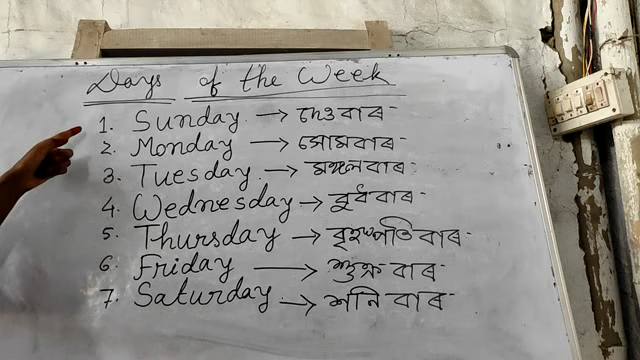 Days of the Week
1. Sunday → দেওবাৰ
2. Monday → সোমবাৰ
3. Tuesday → মঙ্গলবাৰ
4. Wednesday → বুধবাৰ
5. Thursday → বৃহস্পতিবাৰ
6. Friday → শুক্ৰবাৰ
7. Saturday → শনিবাৰ